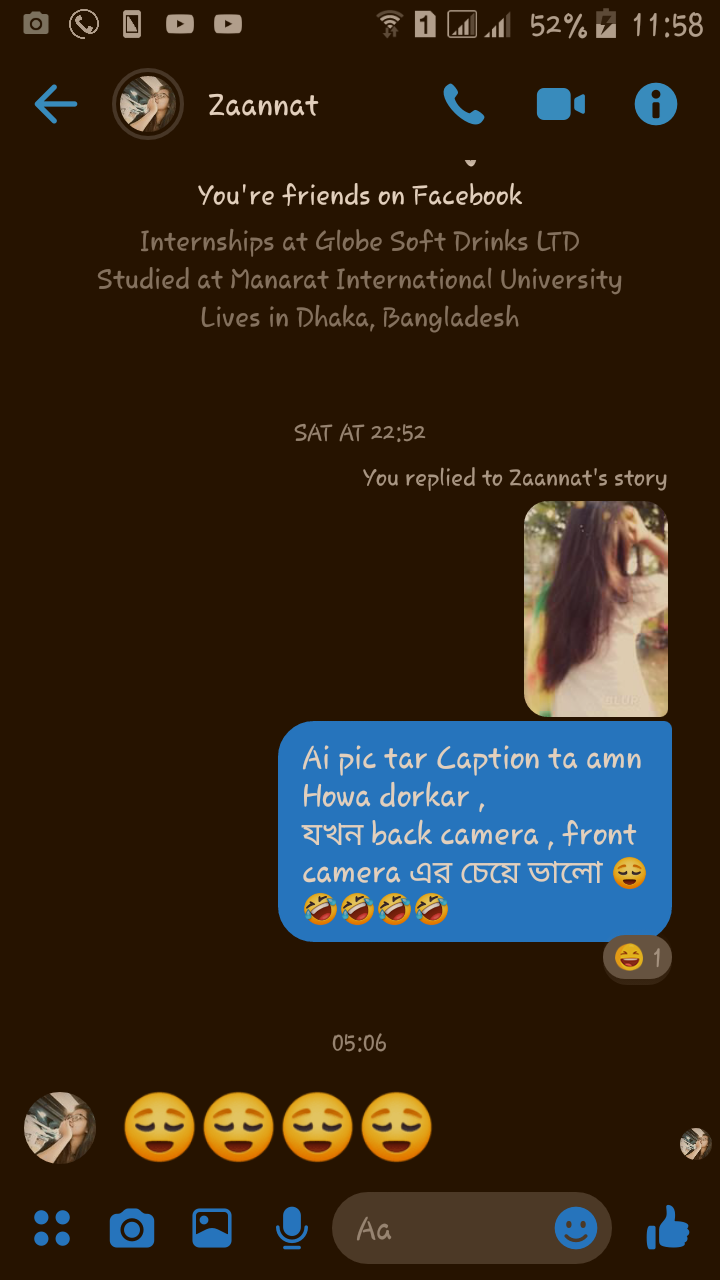 52% 11:58
Zaannat
You're friends on Facebook
Internships at Globe Soft Drinks LTD
Studied at Manarat International University
Lives in Dhaka, Bangladesh
SAT AT 22:52
You replied to Zaannat's story
Ai pic tar Caption ta amn
Howa dorkar ,
যখন back camera , front
camera এর চেয়ে ভালো 😌
🤣🤣🤣🤣
😄 1
05:06
😌😌😌😌
Aa